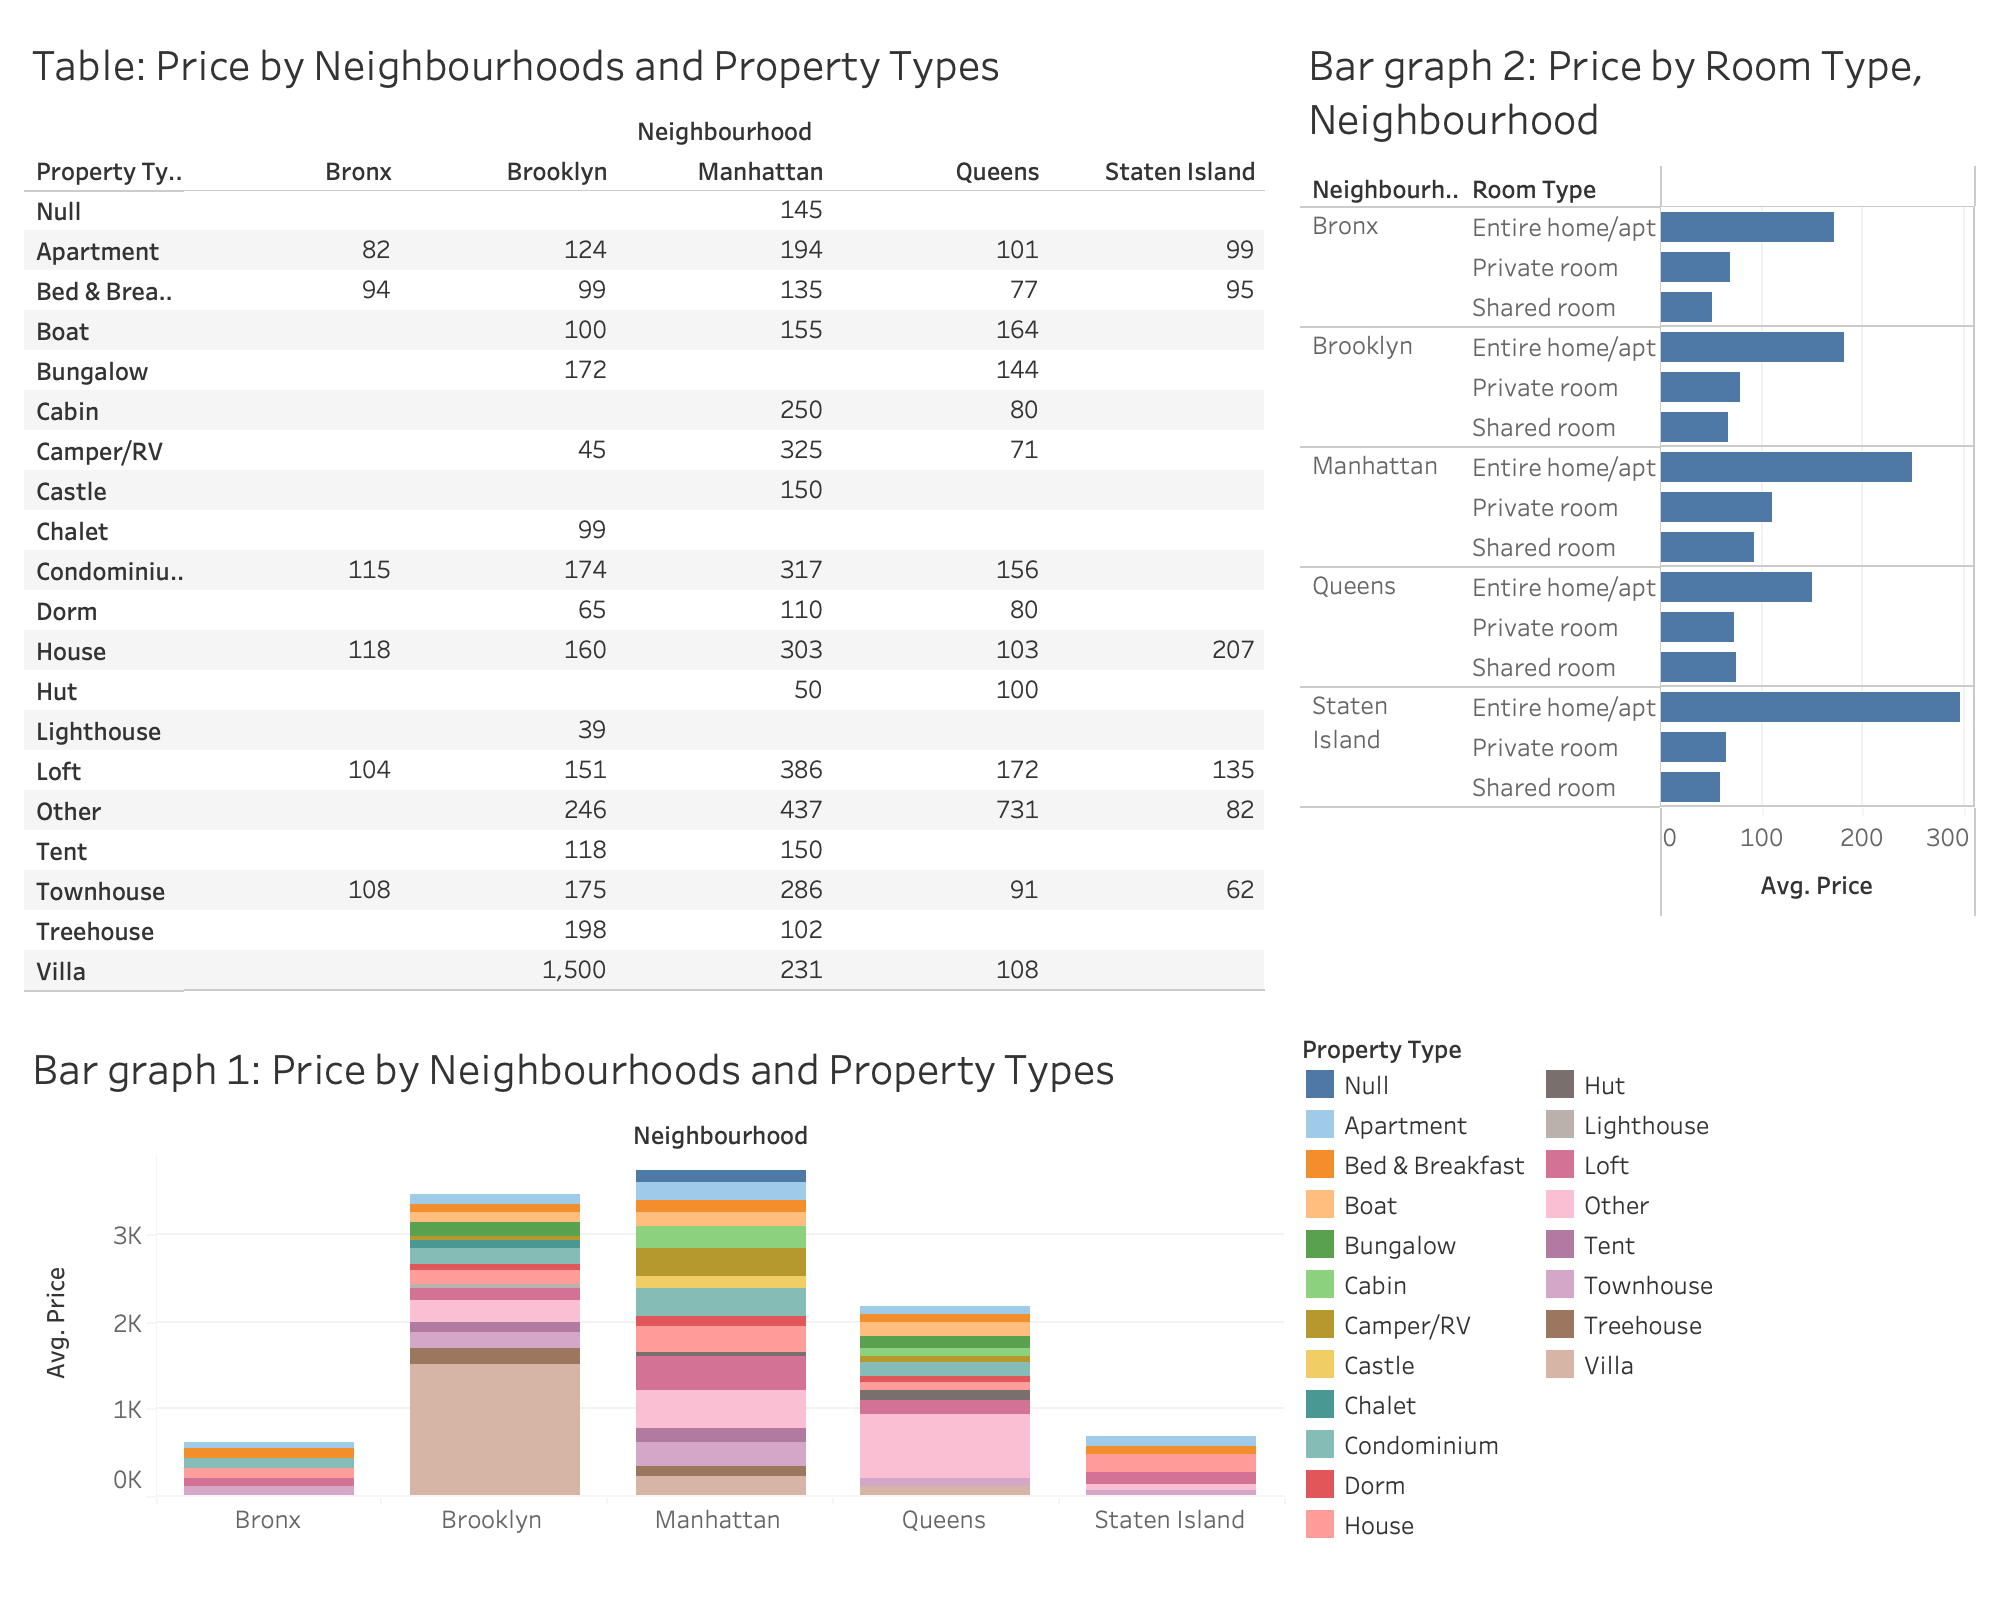 Table: Price by Neighbourhoods and Property Types
Neighbourhood
Property Ty.. Bronx Brooklyn Manhattan Queens Staten Island
Null 145
Apartment 82 124 194 101 99
Bed & Brea.. 94 99 135 77 95
Boat 100 155 164
Bungalow 172 144
Cabin 250 80
Camper/RV 45 325 71
Castle 150
Chalet 99
Condominiu.. 115 174 317 156
Dorm 65 110 80
House 118 160 303 103 207
Hut 50 100
Lighthouse 39
Loft 104 151 386 172 135
Other 246 437 731 82
Tent 118 150
Townhouse 108 175 286 91 62
Treehouse 198 102
Villa 1,500 231 108
Bar graph 2: Price by Room Type,
Neighbourhood
Neighbourh.. Room Type
Bronx Entire home/apt
Private room
Shared room
Brooklyn Entire home/apt
Private room
Shared room
Manhattan Entire home/apt
Private room
Shared room
Queens Entire home/apt
Private room
Shared room
Staten Entire home/apt
Island Private room
Shared room
0 100 200 300
Avg. Price
Bar graph 1: Price by Neighbourhoods and Property Types
Neighbourhood
Avg. Price
3K
2K
1K
0K
Bronx Brooklyn Manhattan Queens Staten Island
Property Type
Null
Apartment
Bed & Breakfast
Boat
Bungalow
Cabin
Camper/RV
Castle
Chalet
Condominium
Dorm
House
Hut
Lighthouse
Loft
Other
Tent
Townhouse
Treehouse
Villa